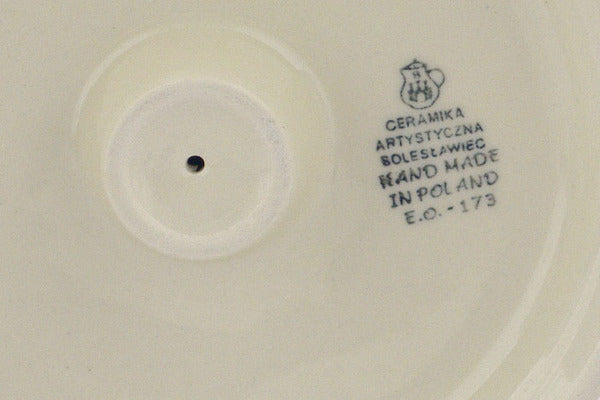 CERAMIKA
ARTYSTYCZNA
BOLESŁAWIEC
HAND MADE
IN POLAND
E.O. - 173